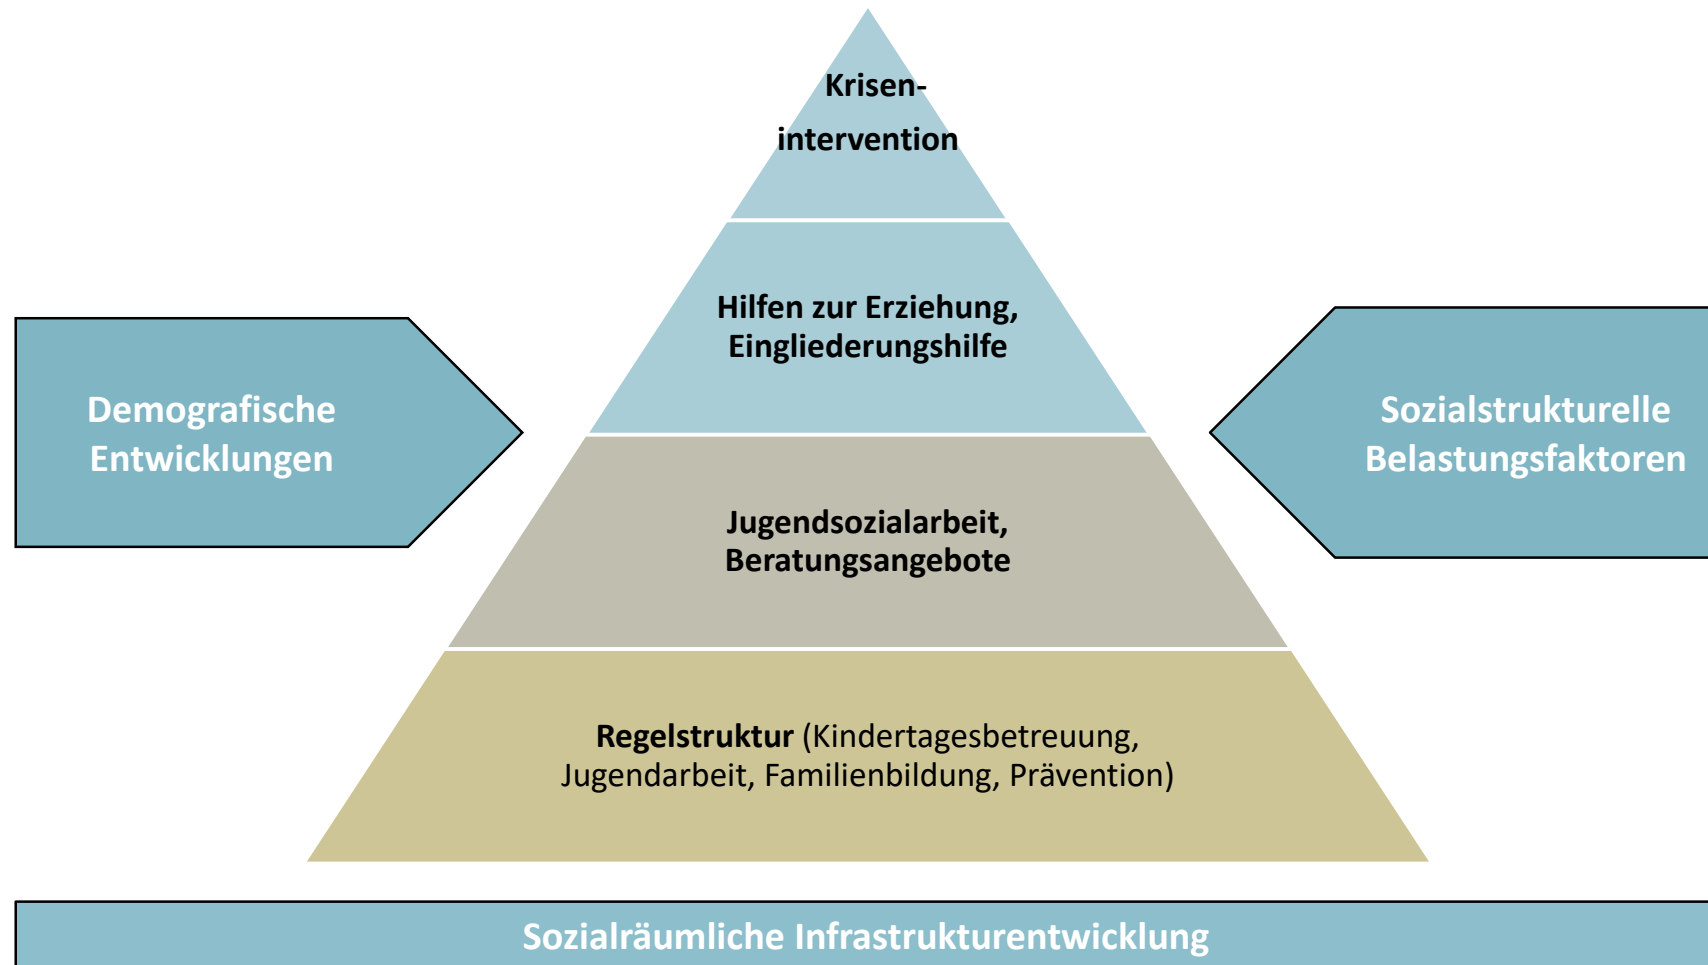 Krisen-
intervention
Hilfen zur Erziehung,
Eingliederungshilfe
Demografische
Entwicklungen
Sozialstrukturelle
Belastungsfaktoren
Jugendsozialarbeit,
Beratungsangebote
Regelstruktur (Kindertagesbetreuung,
Jugendarbeit, Familienbildung, Prävention)
Sozialräumliche Infrastrukturentwicklung